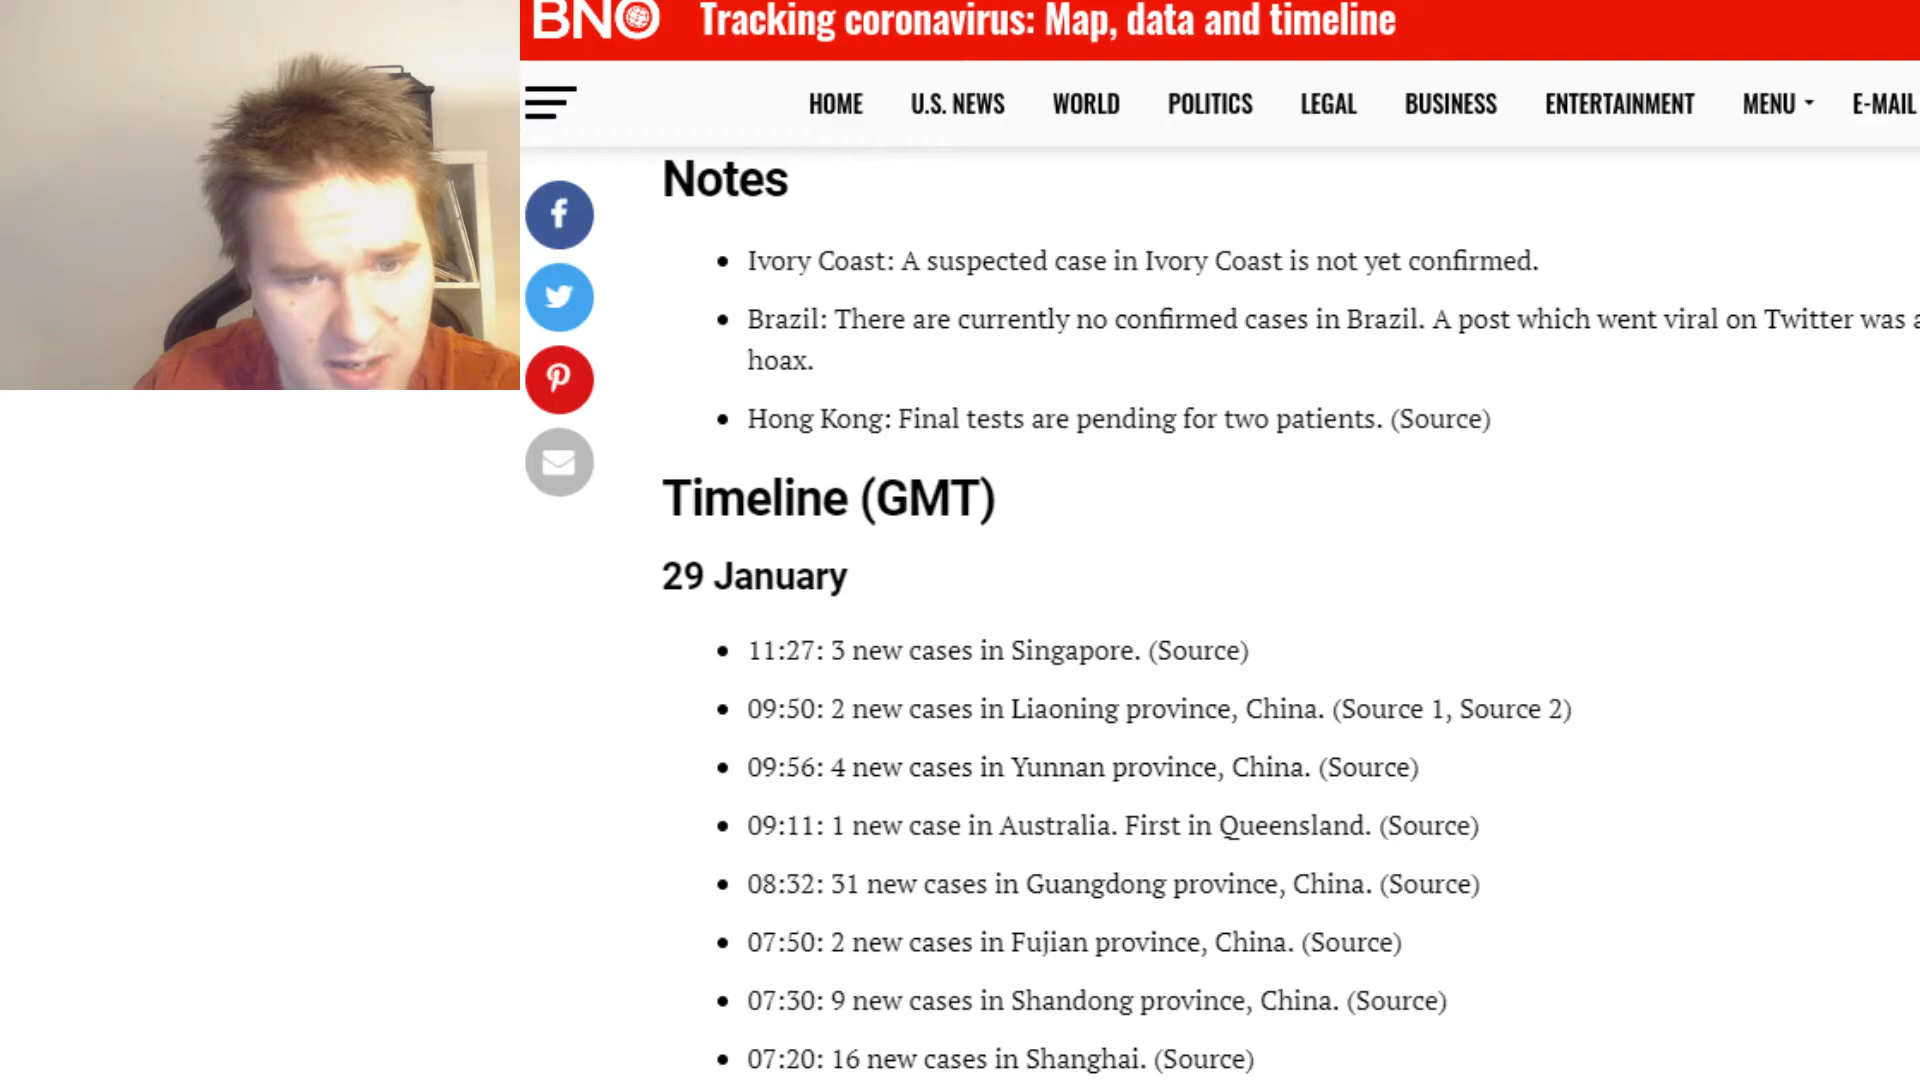 BNO
Tracking coronavirus: Map, data and timeline
HOME U.S. NEWS WORLD POLITICS LEGAL BUSINESS ENTERTAINMENT MENU E-MAIL
Notes
Ivory Coast: A suspected case in Ivory Coast is not yet confirmed.
Brazil: There are currently no confirmed cases in Brazil. A post which went viral on Twitter was a
hoax.
Hong Kong: Final tests are pending for two patients. (Source)
Timeline (GMT)
29 January
11:27: 3 new cases in Singapore. (Source)
09:50: 2 new cases in Liaoning province, China. (Source 1, Source 2)
09:56: 4 new cases in Yunnan province, China. (Source)
09:11: 1 new case in Australia. First in Queensland. (Source)
08:32: 31 new cases in Guangdong province, China. (Source)
07:50: 2 new cases in Fujian province, China. (Source)
07:30: 9 new cases in Shandong province, China. (Source)
07:20: 16 new cases in Shanghai. (Source)